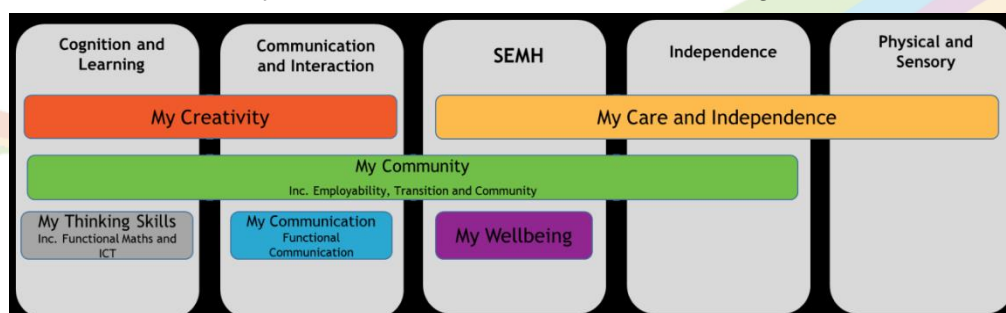 Cognition and
Learning
Communication
and Interaction
SEMH
Independence
Physical and
Sensory
My Creativity
My Care and Independence
My Community
Inc. Employability, Transition and Community
My Thinking Skills
Inc. Functional Maths and
ICT
My Communication
Functional
Communication
My Wellbeing